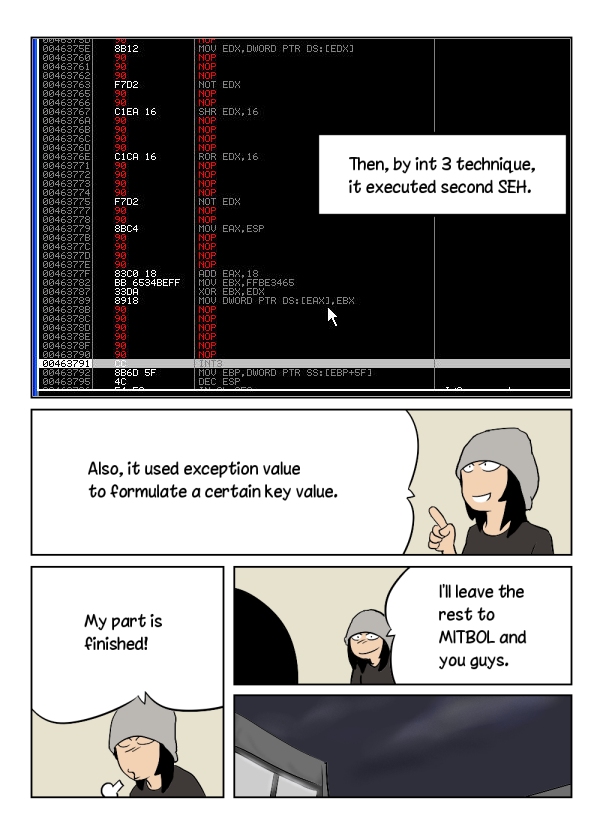 0046375D 90 NOP
0046375E 8B12 MOV EDX,DWORD PTR DS:[EDX]
00463760 90 NOP
00463761 90 NOP
00463762 90 NOP
00463763 F7D2 NOT EDX
00463765 90 NOP
00463766 90 NOP
00463767 C1EA 16 SHR EDX,16
0046376A 90 NOP
0046376B 90 NOP
0046376C 90 NOP
0046376D 90 NOP
0046376E C1CA 16 ROR EDX,16
00463771 90 NOP
00463772 90 NOP
00463773 90 NOP
00463774 90 NOP
00463775 F7D2 NOT EDX
00463777 90 NOP
00463778 90 NOP
00463779 8BC4 MOV EAX,ESP
0046377B 90 NOP
0046377C 90 NOP
0046377D 90 NOP
0046377E 90 NOP
0046377F 83C0 18 ADD EAX,18
00463782 BB 6534BEFF MOV EBX,FFBE3465
00463787 33DA XOR EBX,EDX
00463789 8918 MOV DWORD PTR DS:[EAX],EBX
0046378B 90 NOP
0046378C 90 NOP
0046378D 90 NOP
0046378E 90 NOP
0046378F 90 NOP
00463790 90 NOP
00463791 CC INT3
00463792 8B6D 5F MOV EBP,DWORD PTR SS:[EBP+5F]
00463795 4C DEC ESP
Then, by int 3 technique,
it executed second SEH.
Also, it used exception value
to formulate a certain key value.
My part is
finished!
I'll leave the
rest to
MITBOL and
you guys.